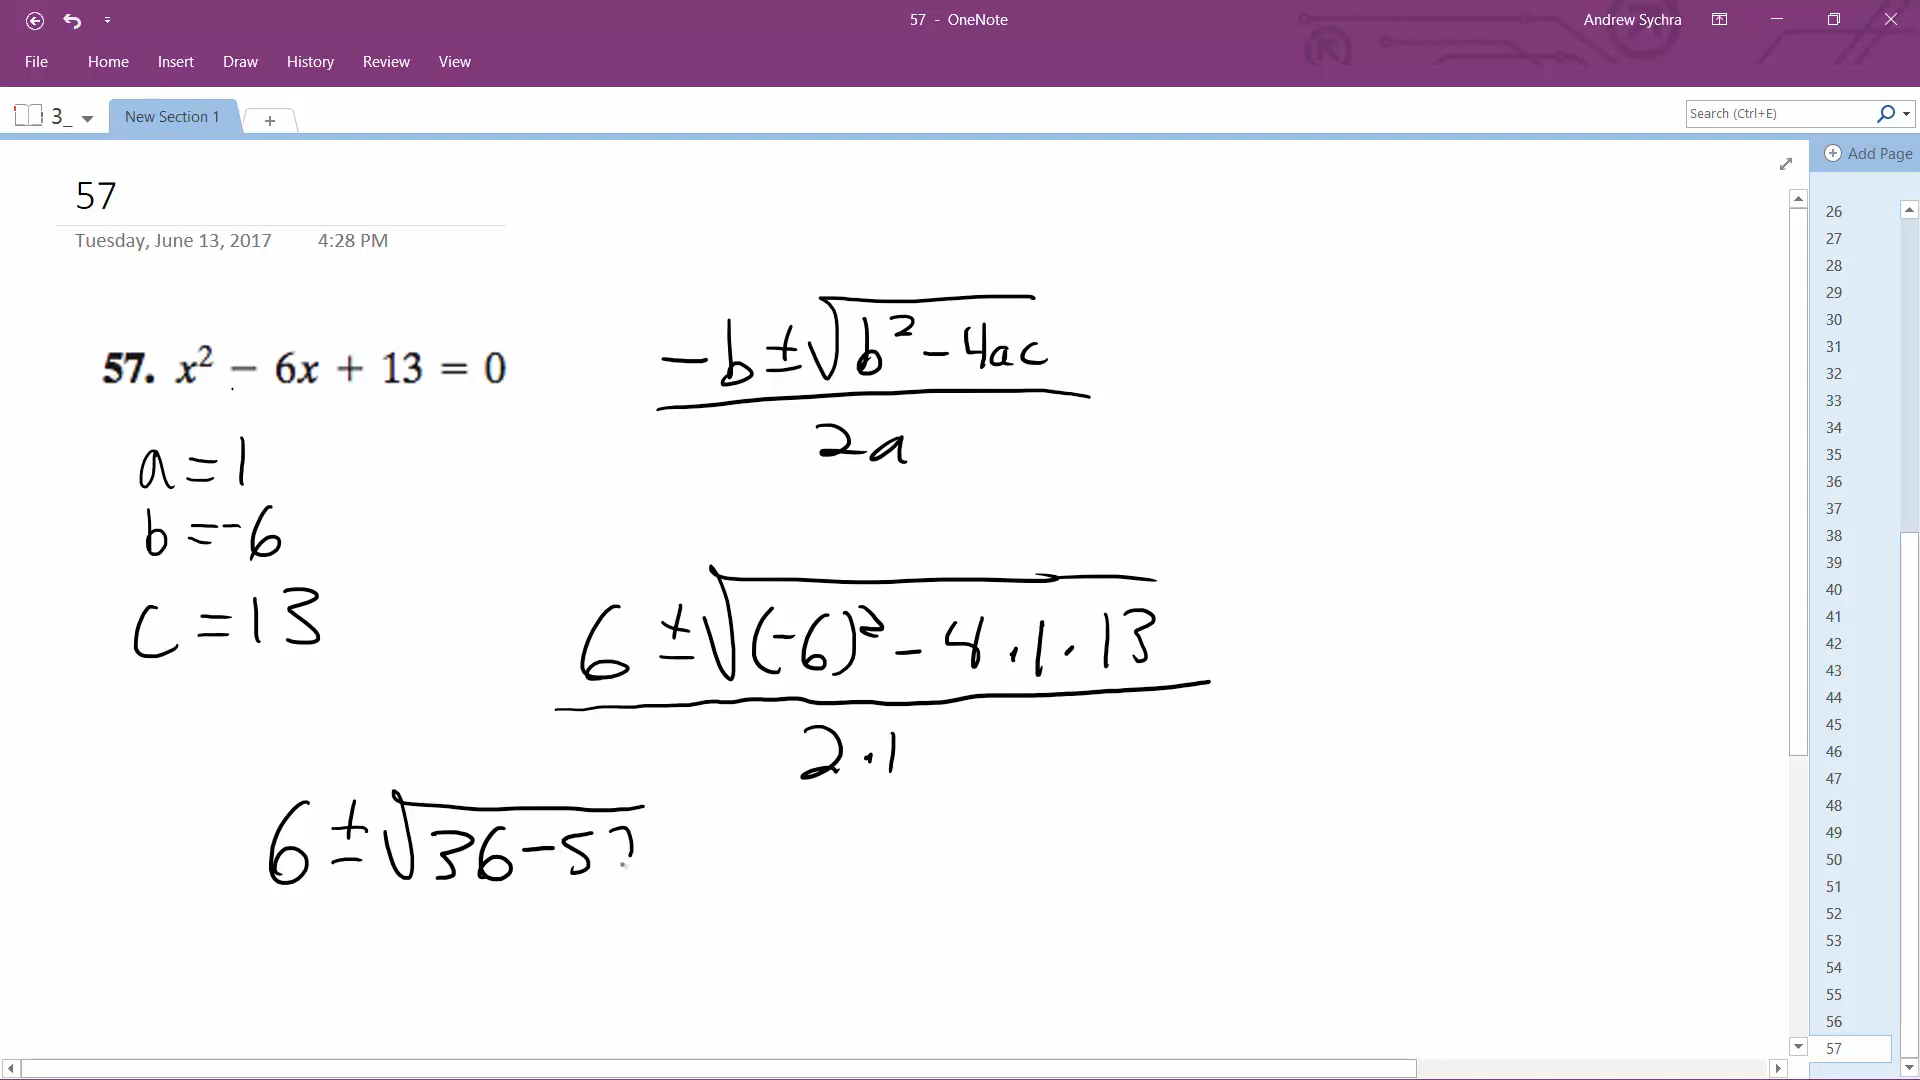 57 - OneNote
Andrew Sychra
File Home Insert Draw History Review View
3_
New Section 1
+
Search (Ctrl+E)
Add Page
57
Tuesday, June 13, 2017 4:28 PM
57. x² − 6x + 13 = 0
−b ± √b² − 4ac
2a
a = 1
b = -6
c = 13
6 ± √(-6)² − 4 · 1 · 13
2 · 1
6 ± √36 − 5
26
27
28
29
30
31
32
33
34
35
36
37
38
39
40
41
42
43
44
45
46
47
48
49
50
51
52
53
54
55
56
57